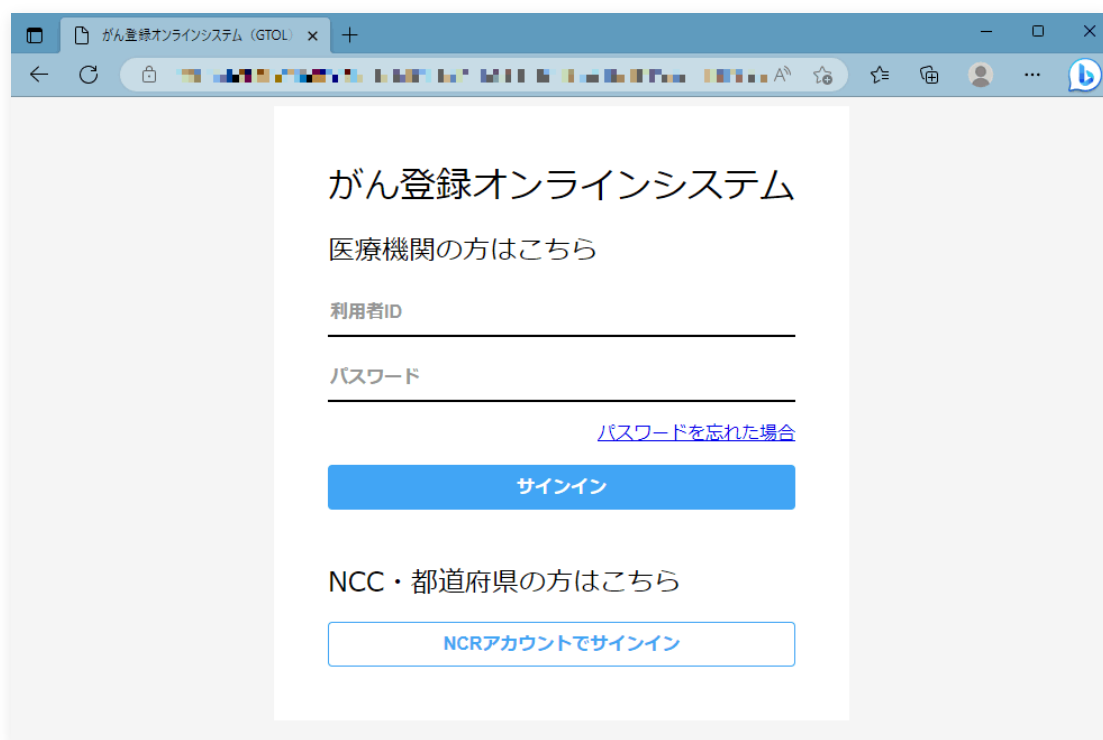 がん登録オンラインシステム（GTOL）
がん登録オンラインシステム
医療機関の方はこちら
利用者ID
パスワード
パスワードを忘れた場合
サインイン
NCC・都道府県の方はこちら
NCRアカウントでサインイン